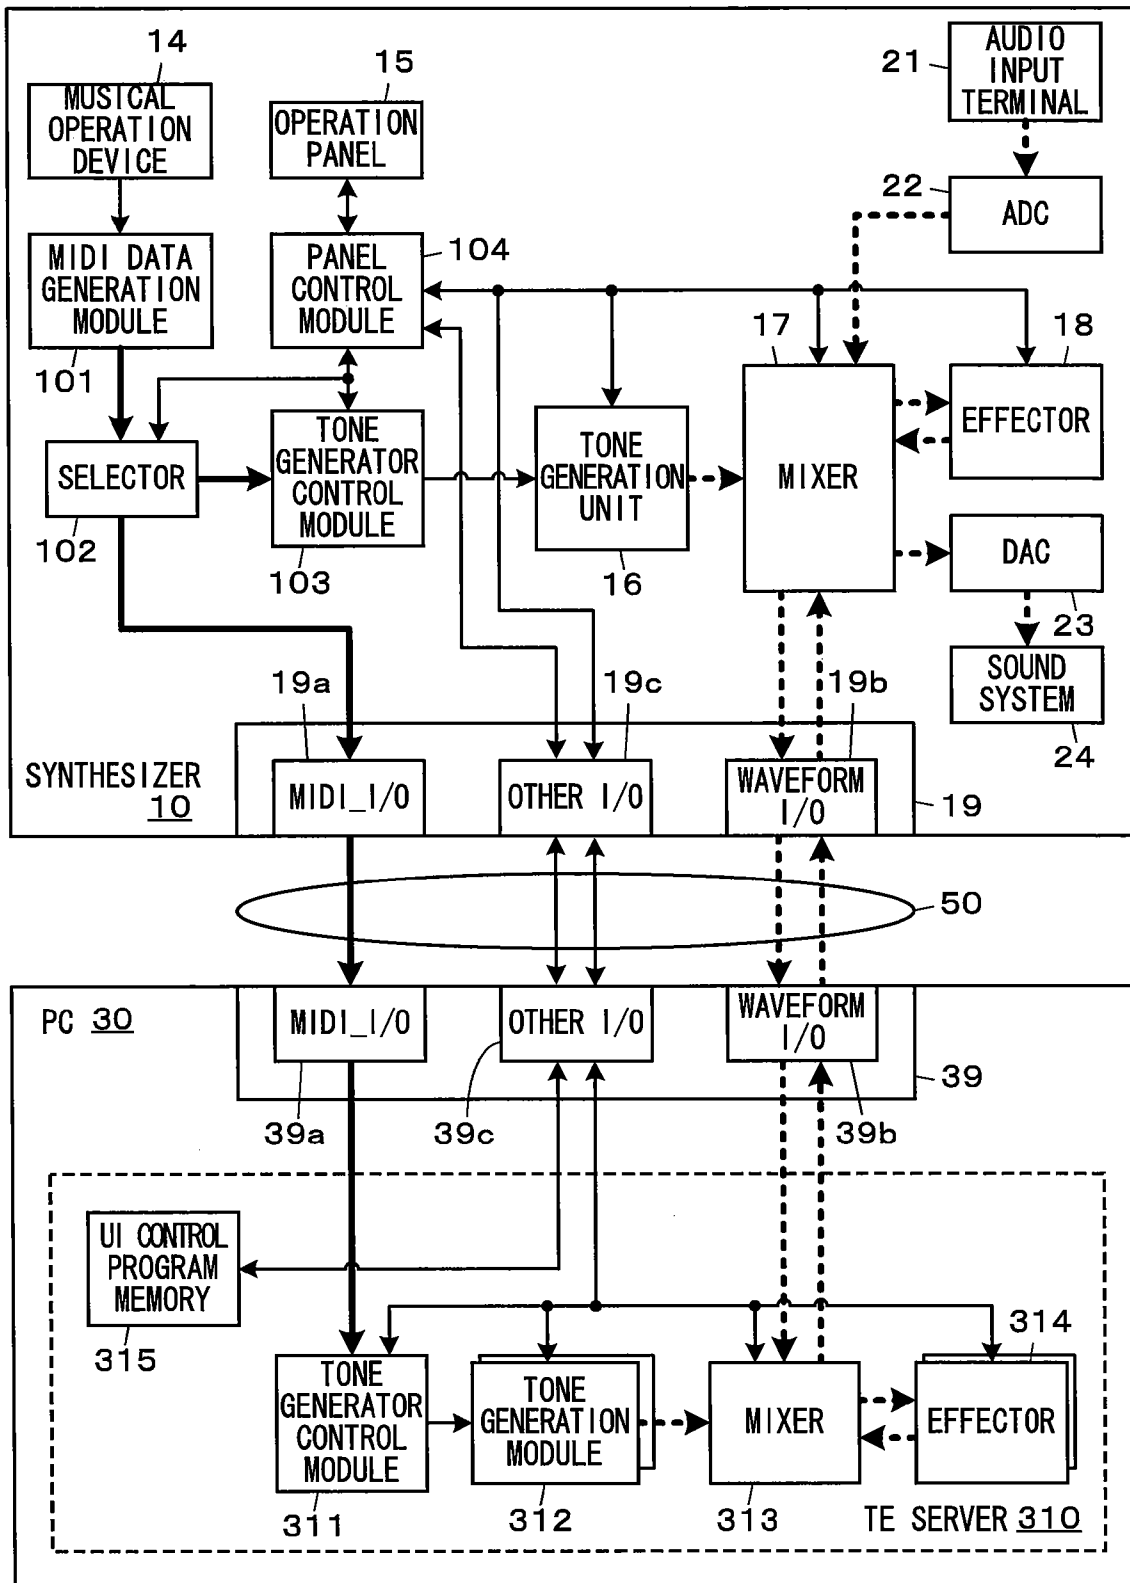 14
MUSICAL
OPERATION
DEVICE
15
OPERATION
PANEL
21
AUDIO
INPUT
TERMINAL
22
ADC
MIDI DATA
GENERATION
MODULE
101
PANEL
CONTROL
MODULE
104
17
18
SELECTOR
102
TONE
GENERATOR
CONTROL
MODULE
103
TONE
GENERATION
UNIT
16
MIXER
EFFECTOR
DAC
23
SOUND
SYSTEM
24
19a
19c
19b
SYNTHESIZER
10
MIDI_I/O
OTHER I/O
WAVEFORM
I/O
19
50
PC 30
MIDI_I/O
OTHER I/O
WAVEFORM
I/O
39
39a
39c
39b
UI CONTROL
PROGRAM
MEMORY
315
314
TONE
GENERATOR
CONTROL
MODULE
311
TONE
GENERATION
MODULE
312
MIXER
313
EFFECTOR
TE SERVER 310